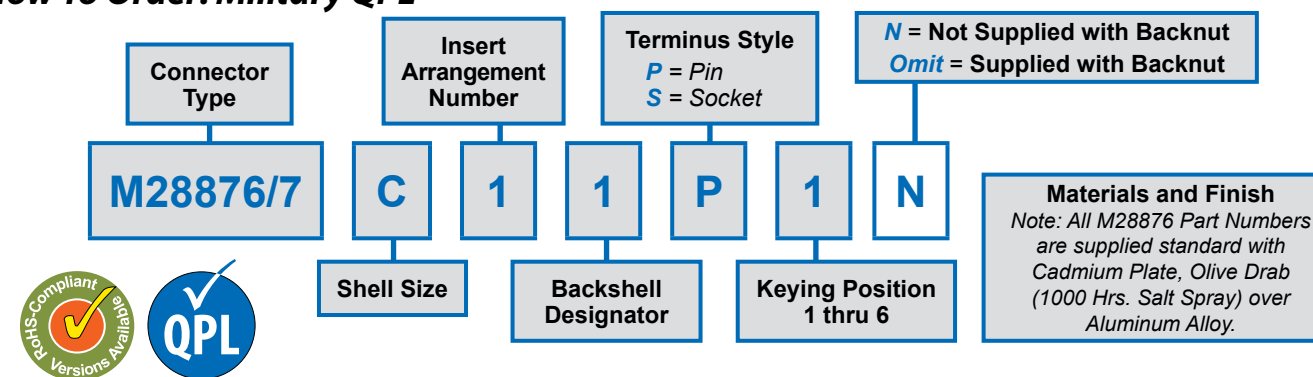 Connector
Type
Insert
Arrangement
Number
Terminus Style
P = Pin
S = Socket
N = Not Supplied with Backnut
Omit = Supplied with Backnut
M28876/7
C
1
1
P
1
N
Shell Size
Backshell
Designator
Keying Position
1 thru 6
Materials and Finish
Note: All M28876 Part Numbers
are supplied standard with
Cadmium Plate, Olive Drab
(1000 Hrs. Salt Spray) over
Aluminum Alloy.
RoHS-Compliant
Versions Available
QPL